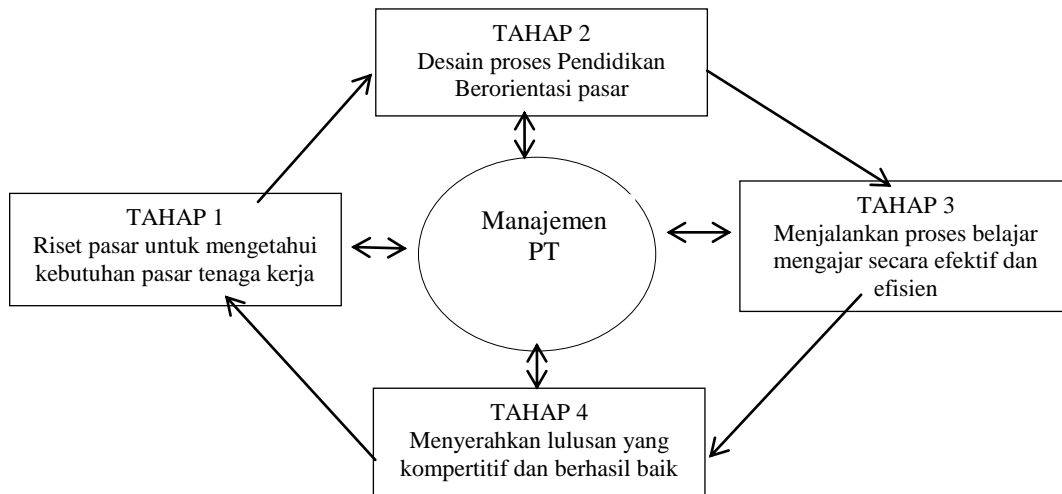 TAHAP 2
Desain proses Pendidikan
Berorientasi pasar
TAHAP 1
Riset pasar untuk mengetahui
kebutuhan pasar tenaga kerja
Manajemen
PT
TAHAP 3
Menjalankan proses belajar
mengajar secara efektif dan
efisien
TAHAP 4
Menyerahkan lulusan yang
kompertitif dan berhasil baik